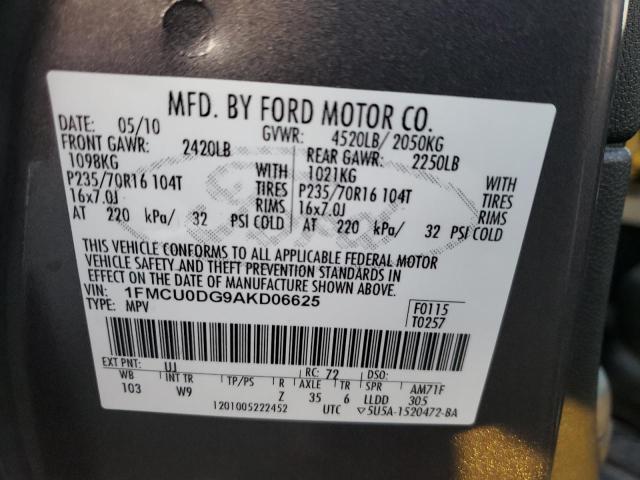 MFD. BY FORD MOTOR CO.
DATE: 05/10 GVWR: 4520LB/ 2050KG
FRONT GAWR: 2420LB REAR GAWR: 2250LB
1098KG WITH 1021KG WITH
P235/70R16 104T TIRES P235/70R16 104T TIRES
16x7.0J RIMS 16x7.0J RIMS
AT 220 kPa/ 32 PSI COLD AT 220 kPa/ 32 PSI COLD
THIS VEHICLE CONFORMS TO ALL APPLICABLE FEDERAL MOTOR
VEHICLE SAFETY AND THEFT PREVENTION STANDARDS IN
EFFECT ON THE DATE OF MANUFACTURE SHOWN ABOVE.
VIN: 1FMCU0DG9AKD06625
TYPE: MPV
F0115
T0257
EXT PNT: UJ RC: 72 DSO:
WB INT TR TP/PS R AXLE TR SPR AM71F
103 W9 Z 35 6 LLDD 305
1201005222452 UTC 5U5A-1520472-BA